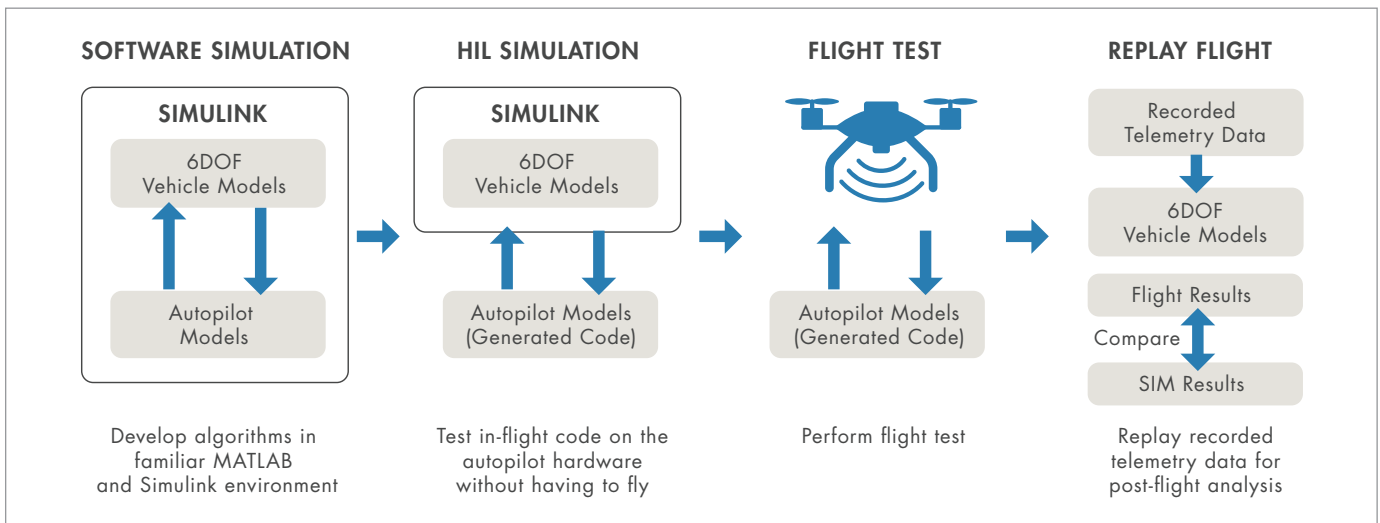 SOFTWARE SIMULATION
SIMULINK
6DOF
Vehicle Models
Autopilot
Models
Develop algorithms in
familiar MATLAB
and Simulink environment
HIL SIMULATION
SIMULINK
6DOF
Vehicle Models
Autopilot Models
(Generated Code)
Test in-flight code on the
autopilot hardware
without having to fly
FLIGHT TEST
Autopilot Models
(Generated Code)
Perform flight test
REPLAY FLIGHT
Recorded
Telemetry Data
6DOF
Vehicle Models
Flight Results
Compare
SIM Results
Replay recorded
telemetry data for
post-flight analysis